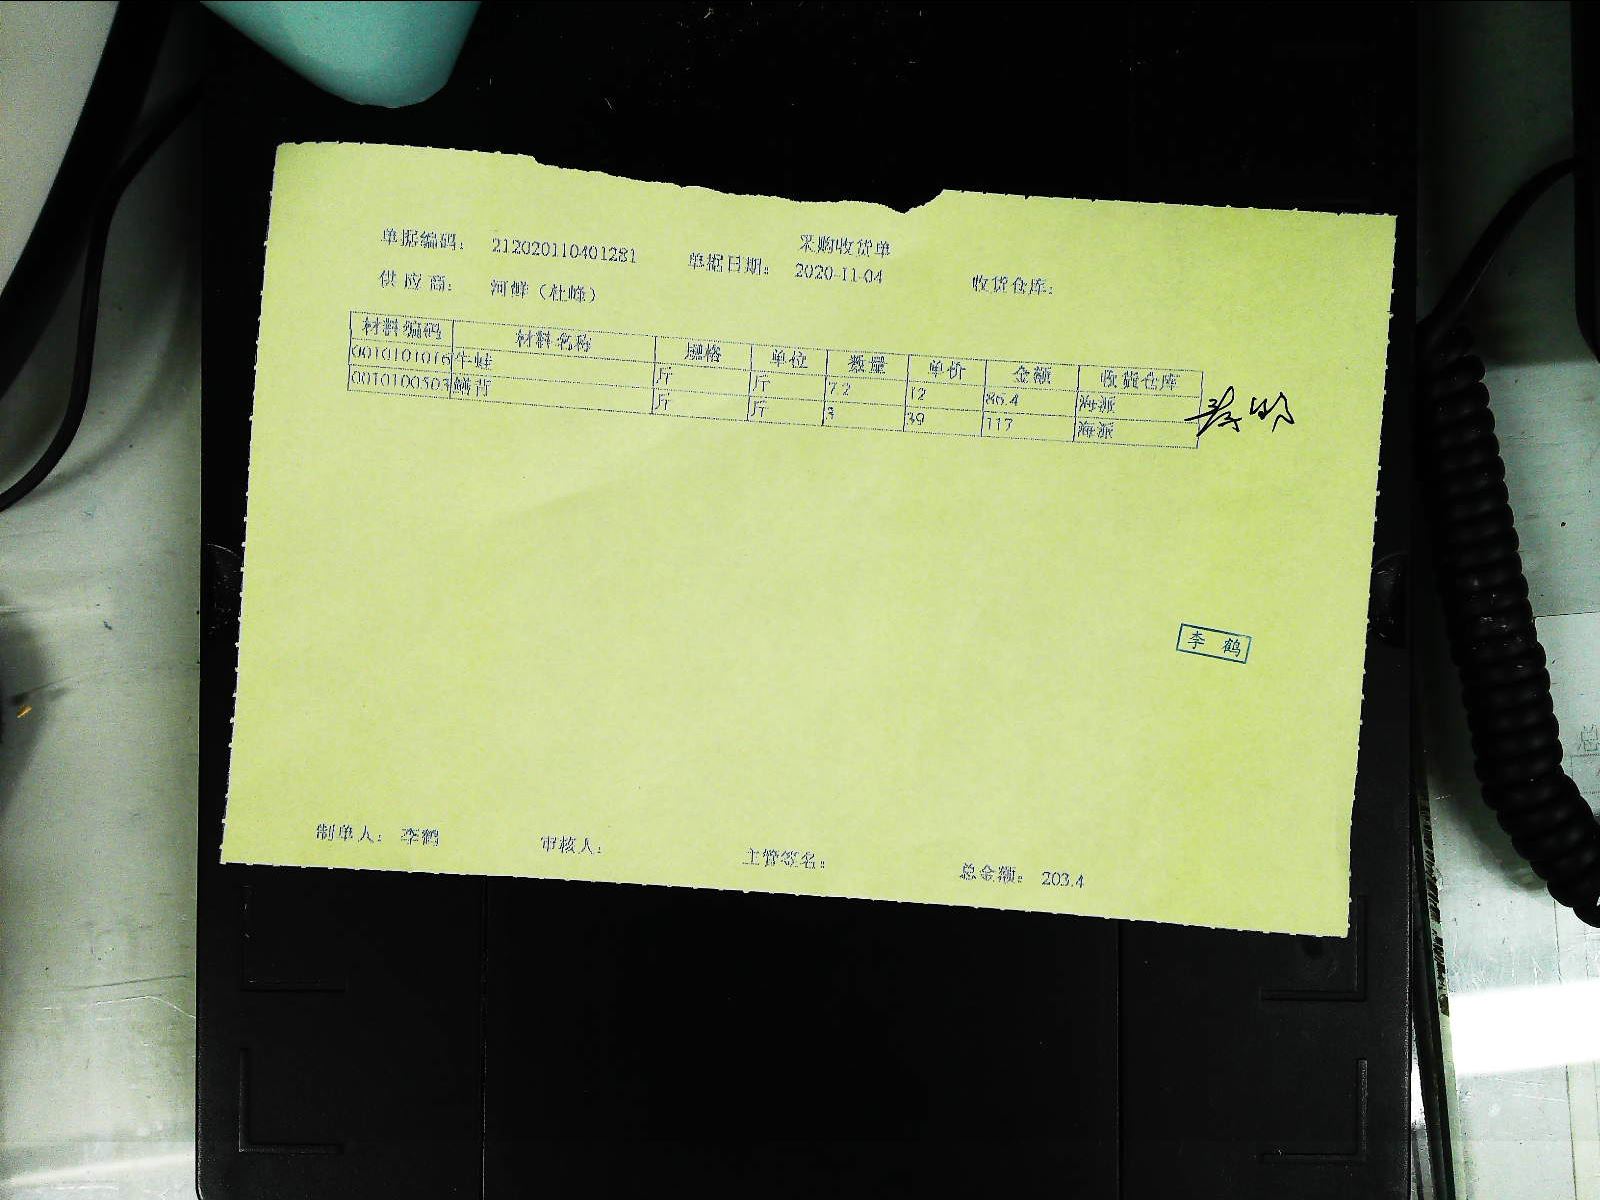 采购收货单
单据编码： 212020110401281 单据日期： 2020-11-04 收货仓库：
供 应 商： 河鲜（杜峰）
材料编码 材料名称 规格 单位 数量 单价 金额 收货仓库
0010101016 牛蛙 斤 斤 7.2 12 86.4 海派
0010100503 鳝背 斤 斤 3 39 117 海派
李 鹤
制单人： 李鹤 审核人： 主管签名： 总金额： 203.4